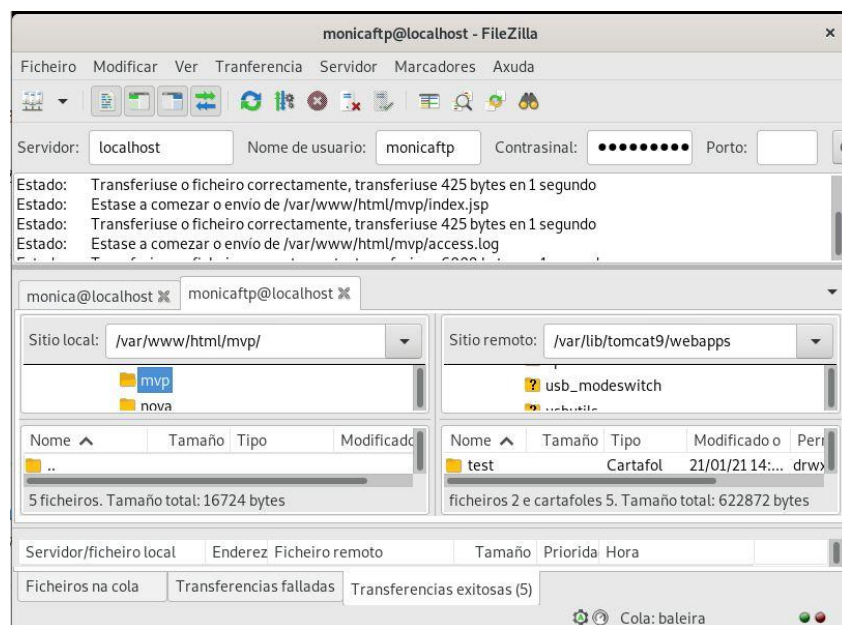 monicaftp@localhost - FileZilla
Ficheiro Modificar Ver Tranferencia Servidor Marcadores Axuda
Servidor: localhost Nome de usuario: monicaftp Contrasinal: ●●●●●●●●● Porto:
Estado: Transferiuse o ficheiro correctamente, transferiuse 425 bytes en 1 segundo
Estado: Estase a comezar o envío de /var/www/html/mvp/index.jsp
Estado: Transferiuse o ficheiro correctamente, transferiuse 425 bytes en 1 segundo
Estado: Estase a comezar o envío de /var/www/html/mvp/access.log
monica@localhost monicaftp@localhost
Sitio local: /var/www/html/mvp/
mvp
nova
Nome Tamaño Tipo Modificado
..
5 ficheiros. Tamaño total: 16724 bytes
Sitio remoto: /var/lib/tomcat9/webapps
usb_modeswitch
Nome Tamaño Tipo Modificado o Perr
test Cartafol 21/01/21 14:... drwx
ficheiros 2 e cartafoles 5. Tamaño total: 622872 bytes
Servidor/ficheiro local Enderez Ficheiro remoto Tamaño Priorida Hora
Ficheiros na cola Transferencias falladas Transferencias exitosas (5)
Cola: baleira